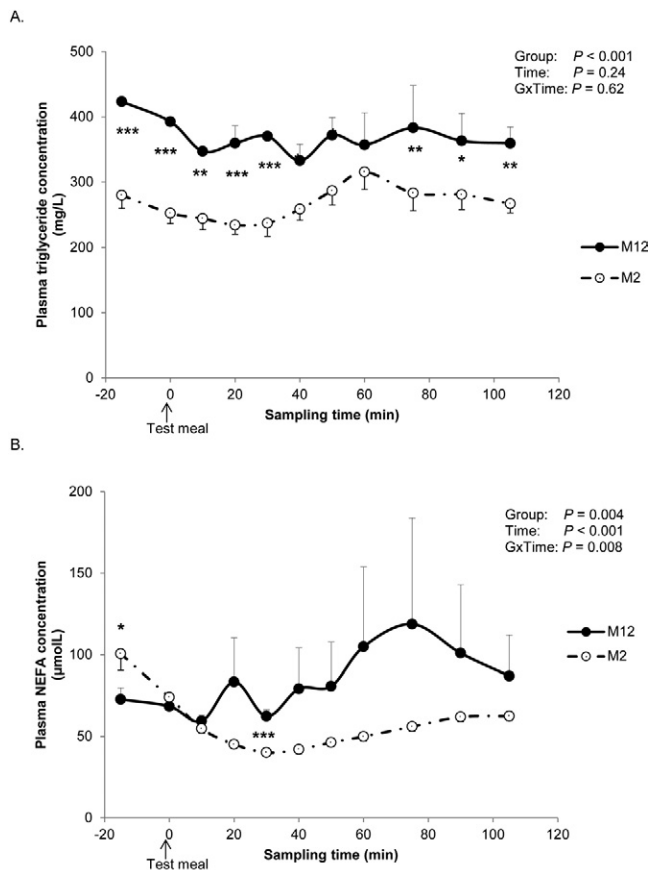 A.
500
400
300
200
100
0
Plasma triglyceride concentration
(mg/L)
Group: P < 0.001
Time: P = 0.24
GxTime: P = 0.62
***
***
**
***
***
**
*
**
M12
M2
-20 0 20 40 60 80 100 120
Sampling time (min)
Test meal
B.
200
150
100
50
0
Plasma NEFA concentration
(µmolL)
Group: P = 0.004
Time: P < 0.001
GxTime: P = 0.008
*
***
M12
M2
-20 0 20 40 60 80 100 120
Sampling time (min)
Test meal